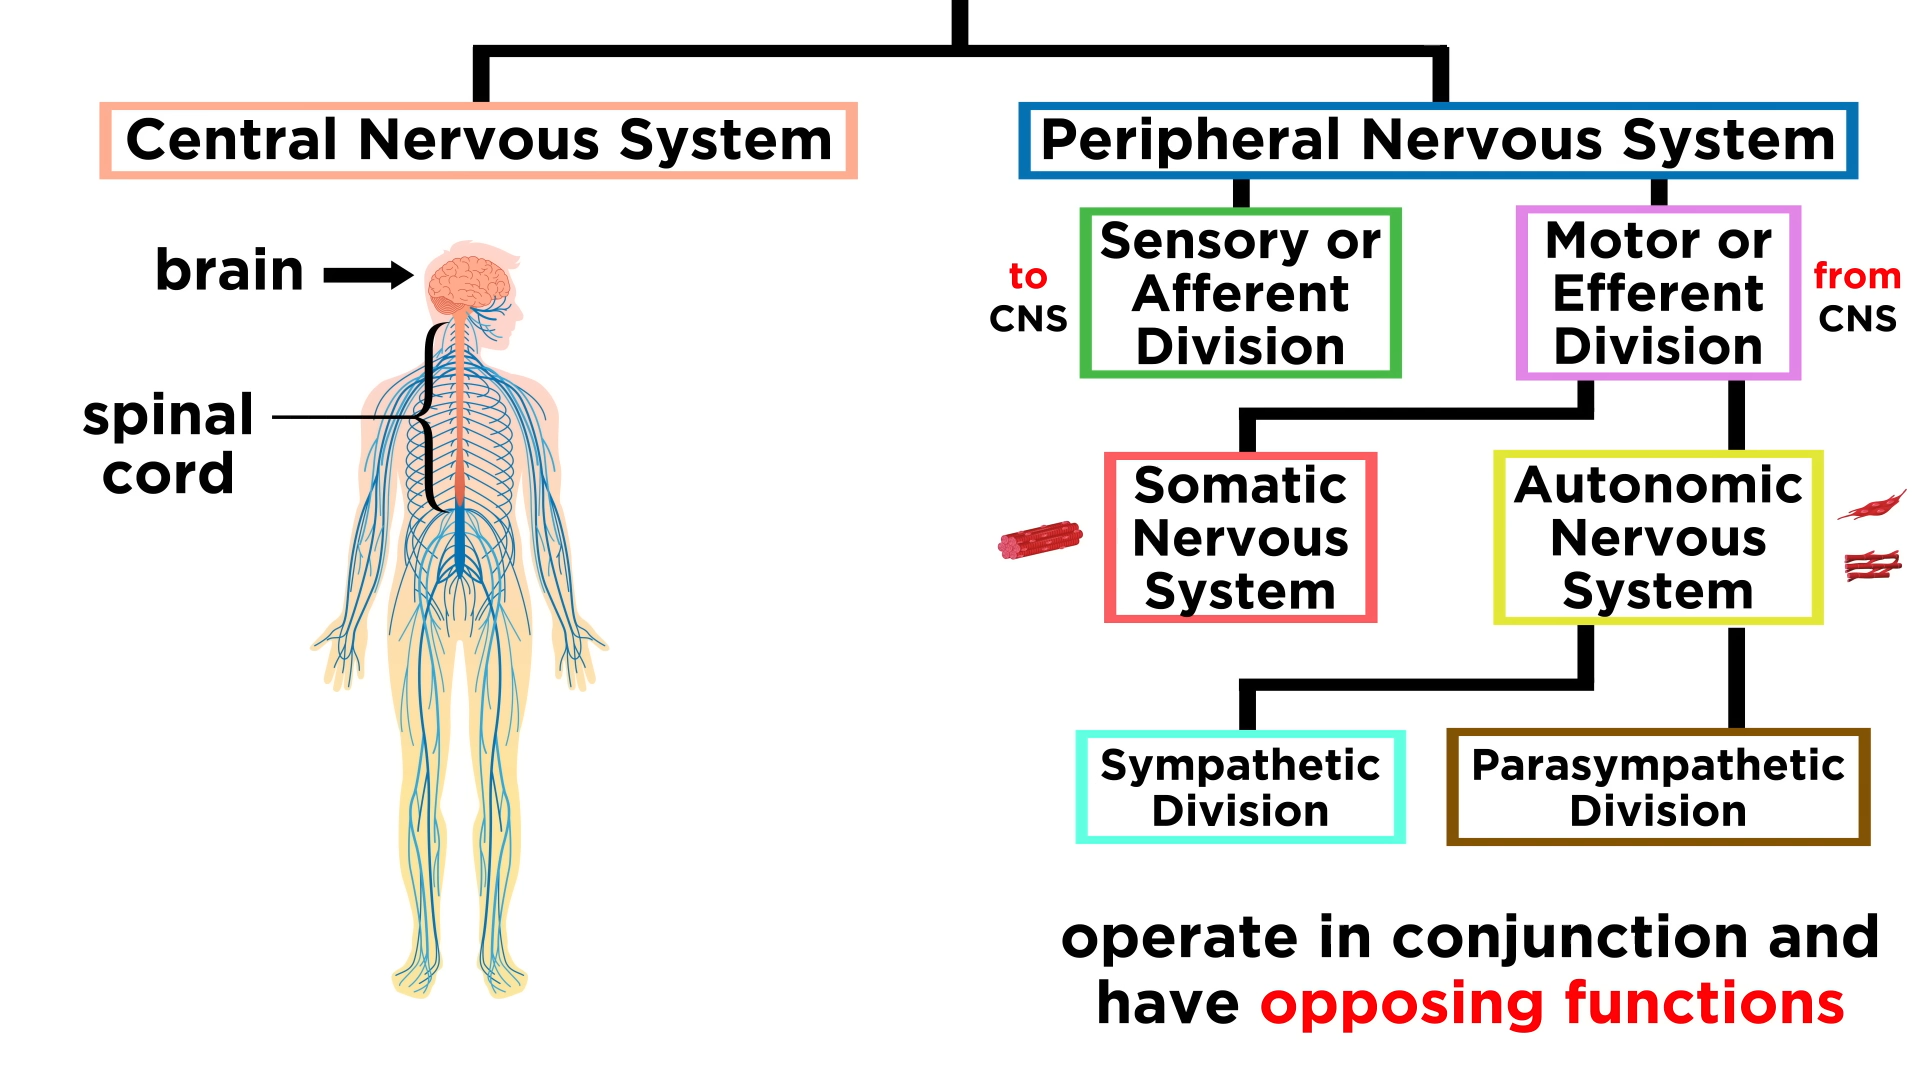 Central Nervous System
brain
spinal
cord
Peripheral Nervous System
to
CNS
Sensory or
Afferent
Division
Motor or
Efferent
Division
from
CNS
Somatic
Nervous
System
Autonomic
Nervous
System
Sympathetic
Division
Parasympathetic
Division
operate in conjunction and
have opposing functions